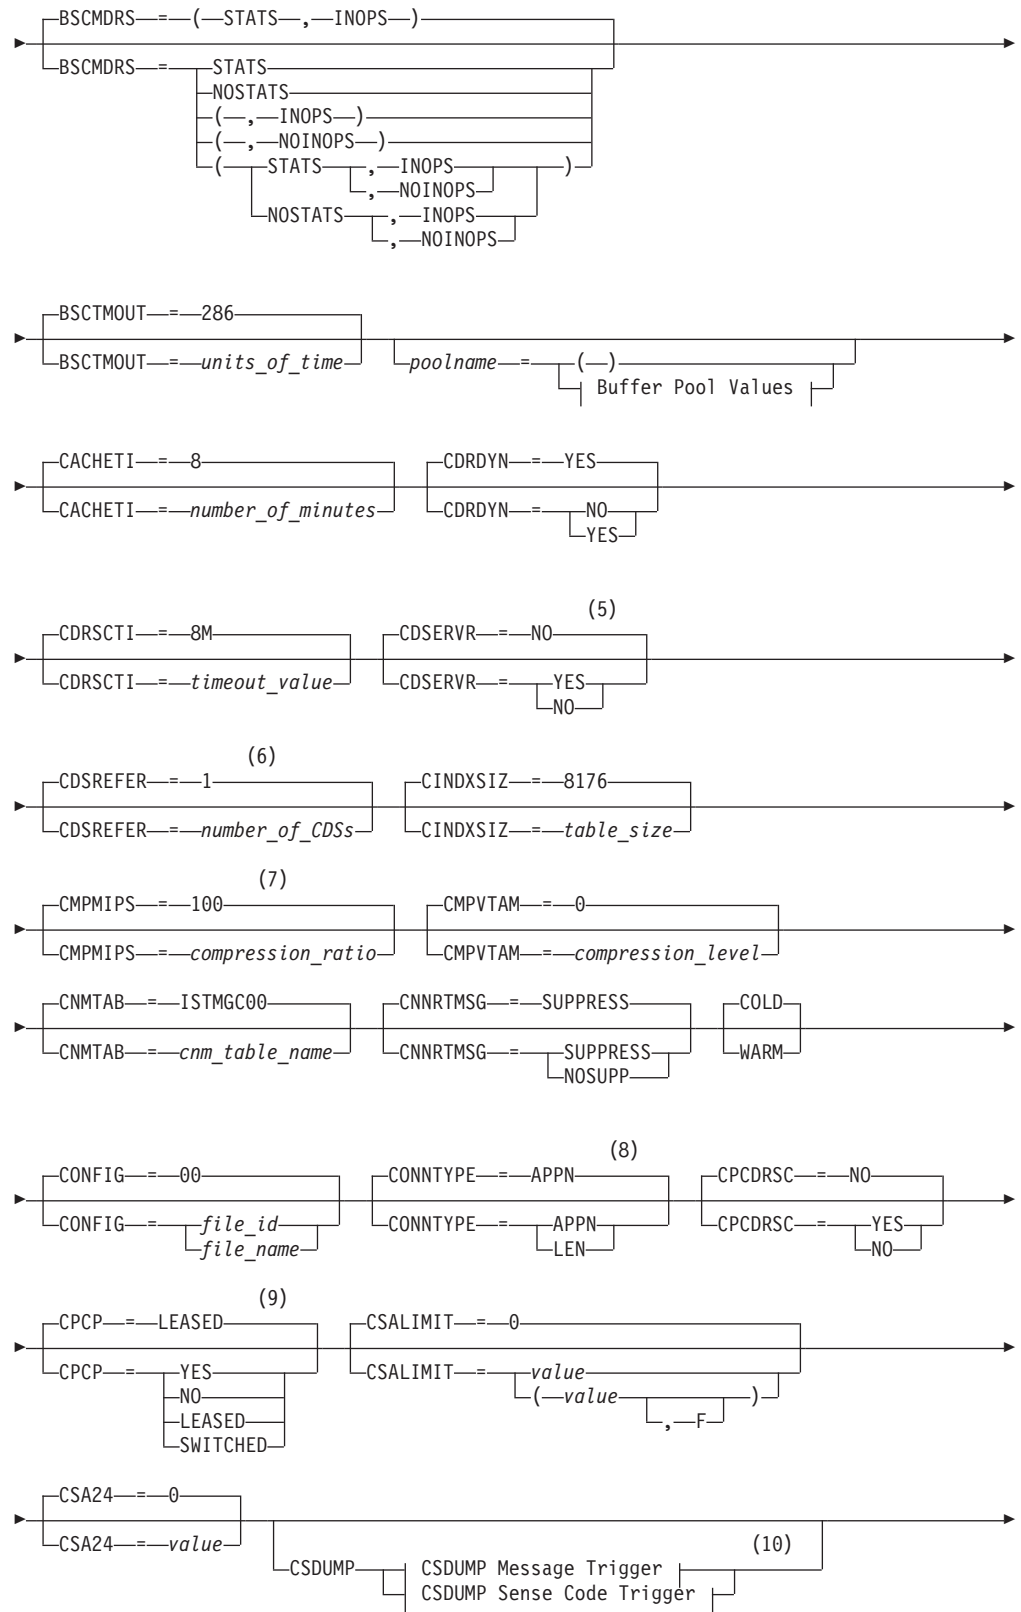 BSCMDRS = ( STATS , INOPS )
BSCMDRS = STATS
NOSTATS
( , INOPS )
( , NOINOPS )
( STATS , INOPS )
, NOINOPS
NOSTATS , INOPS
, NOINOPS
BSCTMOUT = 286
BSCTMOUT = units_of_time poolname = ( )
Buffer Pool Values
CACHETI = 8 CDRDYN = YES
CACHETI = number_of_minutes CDRDYN = NO
YES
(5)
CDRSCTI = 8M CDSERVR = NO
CDRSCTI = timeout_value CDSERVR = YES
NO
(6)
CDSREFER = 1 CINDXSIZ = 8176
CDSREFER = number_of_CDSs CINDXSIZ = table_size
(7)
CMPMIPS = 100 CMPVTAM = 0
CMPMIPS = compression_ratio CMPVTAM = compression_level
CNMTAB = ISTMGC00 CNNRTMSG = SUPPRESS COLD
CNMTAB = cnm_table_name CNNRTMSG = SUPPRESS WARM
NOSUPP
(8)
CONFIG = 00 CONNTYPE = APPN CPCDRSC = NO
CONFIG = file_id CONNTYPE = APPN CPCDRSC = YES
file_name LEN NO
(9)
CPCP = LEASED CSALIMIT = 0
CPCP = YES CSALIMIT = value
NO ( value )
LEASED , F
SWITCHED
CSA24 = 0
CSA24 = value
(10)
CSDUMP CSDUMP Message Trigger
CSDUMP Sense Code Trigger